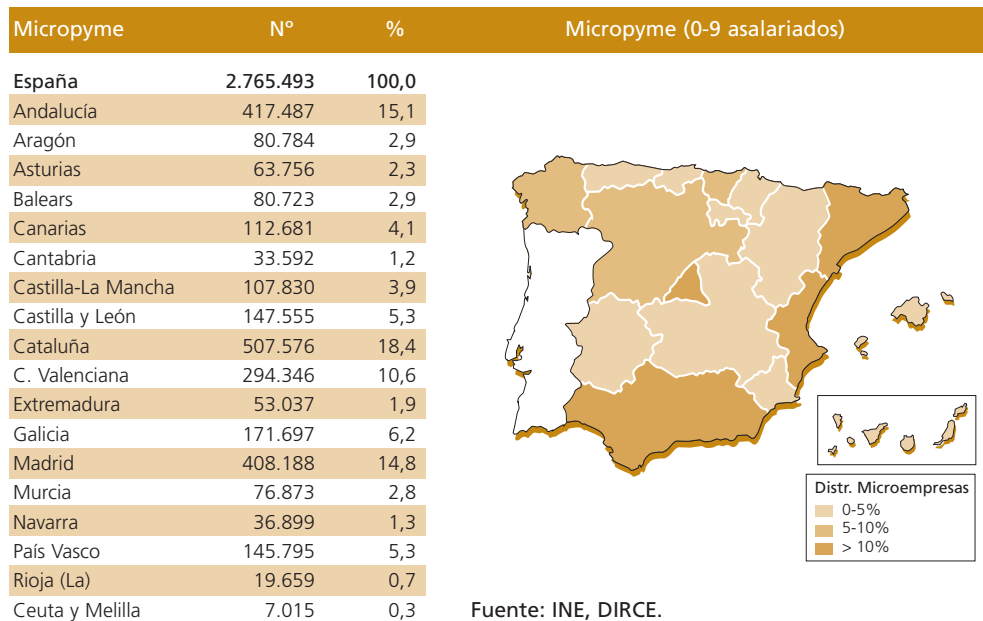 Micropyme N° % Micropyme (0-9 asalariados)
España 2.765.493 100,0
Andalucía 417.487 15,1
Aragón 80.784 2,9
Asturias 63.756 2,3
Balears 80.723 2,9
Canarias 112.681 4,1
Cantabria 33.592 1,2
Castilla-La Mancha 107.830 3,9
Castilla y León 147.555 5,3
Cataluña 507.576 18,4
C. Valenciana 294.346 10,6
Extremadura 53.037 1,9
Galicia 171.697 6,2
Madrid 408.188 14,8
Murcia 76.873 2,8
Navarra 36.899 1,3
País Vasco 145.795 5,3
Rioja (La) 19.659 0,7
Ceuta y Melilla 7.015 0,3
Distr. Microempresas
0-5%
5-10%
> 10%
Fuente: INE, DIRCE.